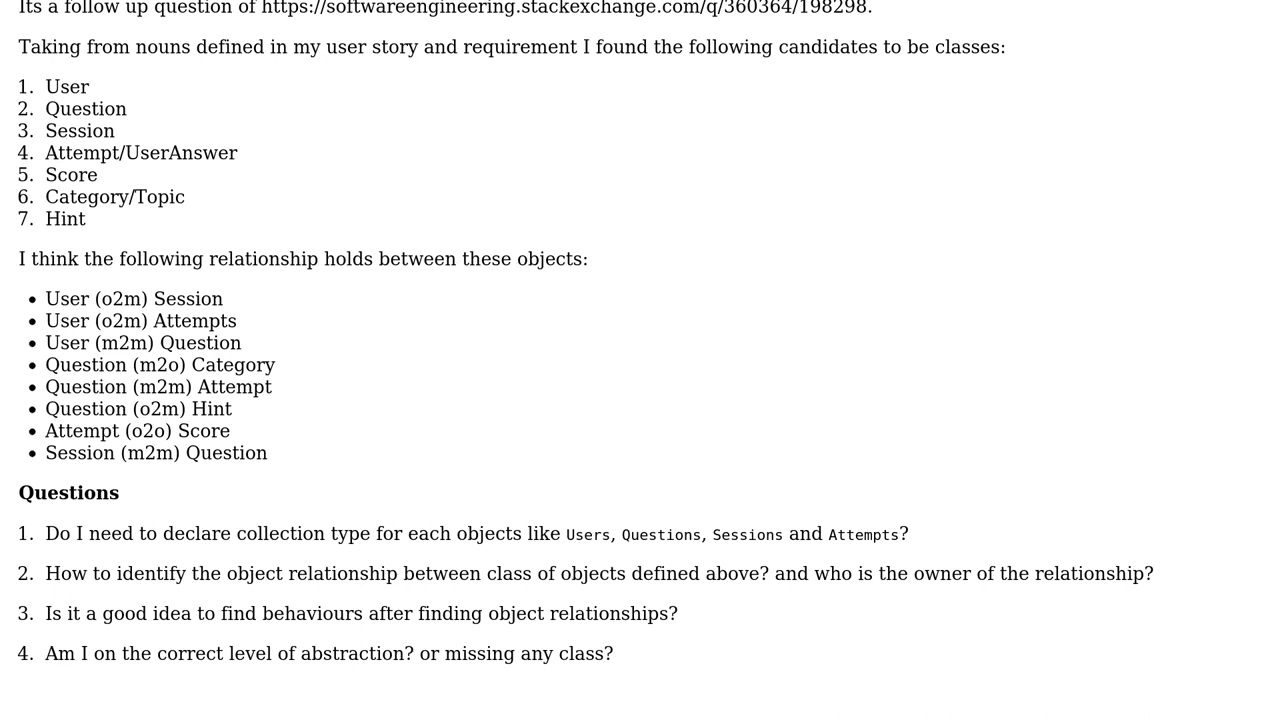 Its a follow up question of https://softwareengineering.stackexchange.com/q/360364/198298.
Taking from nouns defined in my user story and requirement I found the following candidates to be classes:
1. User
2. Question
3. Session
4. Attempt/UserAnswer
5. Score
6. Category/Topic
7. Hint
I think the following relationship holds between these objects:
• User (o2m) Session
• User (o2m) Attempts
• User (m2m) Question
• Question (m2o) Category
• Question (m2m) Attempt
• Question (o2m) Hint
• Attempt (o2o) Score
• Session (m2m) Question
Questions
1. Do I need to declare collection type for each objects like Users, Questions, Sessions and Attempts?
2. How to identify the object relationship between class of objects defined above? and who is the owner of the relationship?
3. Is it a good idea to find behaviours after finding object relationships?
4. Am I on the correct level of abstraction? or missing any class?